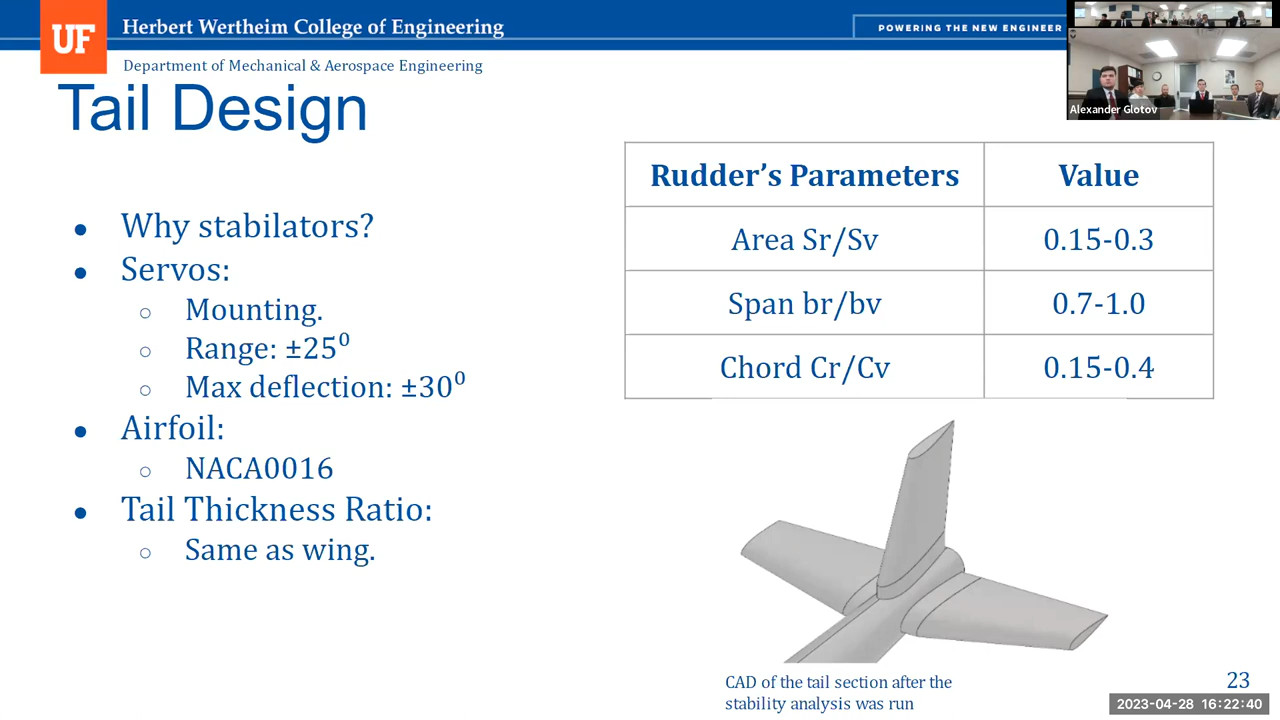 UF
Herbert Wertheim College of Engineering
POWERING THE NEW ENGINEER
Department of Mechanical & Aerospace Engineering
Alexander Glotov
Tail Design
● Why stabilators?
● Servos:
○ Mounting.
○ Range: ±25⁰
○ Max deflection: ±30⁰
● Airfoil:
○ NACA0016
● Tail Thickness Ratio:
○ Same as wing.
Rudder’s Parameters Value
Area Sr/Sv 0.15-0.3
Span br/bv 0.7-1.0
Chord Cr/Cv 0.15-0.4
CAD of the tail section after the
stability analysis was run
23
2023-04-28 16:22:40